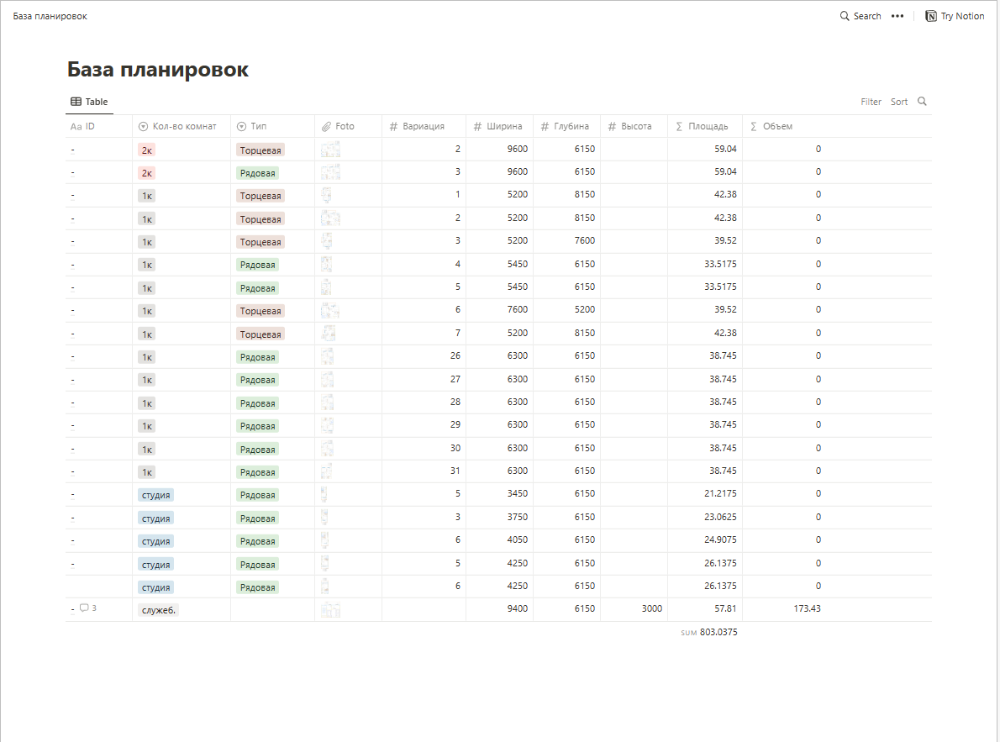 База планировок Search ••• Try Notion
База планировок
Table Filter Sort
Aa ID Кол-во комнат Тип Foto # Вариация # Ширина # Глубина # Высота Σ Площадь Σ Объем
- 2к Торцевая 2 9600 6150 59.04 0
- 2к Рядовая 3 9600 6150 59.04 0
- 1к Торцевая 1 5200 8150 42.38 0
- 1к Торцевая 2 5200 8150 42.38 0
- 1к Торцевая 3 5200 7600 39.52 0
- 1к Рядовая 4 5450 6150 33.5175 0
- 1к Рядовая 5 5450 6150 33.5175 0
- 1к Торцевая 6 7600 5200 39.52 0
- 1к Торцевая 7 5200 8150 42.38 0
- 1к Рядовая 26 6300 6150 38.745 0
- 1к Рядовая 27 6300 6150 38.745 0
- 1к Рядовая 28 6300 6150 38.745 0
- 1к Рядовая 29 6300 6150 38.745 0
- 1к Рядовая 30 6300 6150 38.745 0
- 1к Рядовая 31 6300 6150 38.745 0
- студия Рядовая 5 3450 6150 21.2175 0
- студия Рядовая 3 3750 6150 23.0625 0
- студия Рядовая 6 4050 6150 24.9075 0
- студия Рядовая 5 4250 6150 26.1375 0
студия Рядовая 6 4250 6150 26.1375 0
- 3 служеб. 9400 6150 3000 57.81 173.43
SUM 803.0375